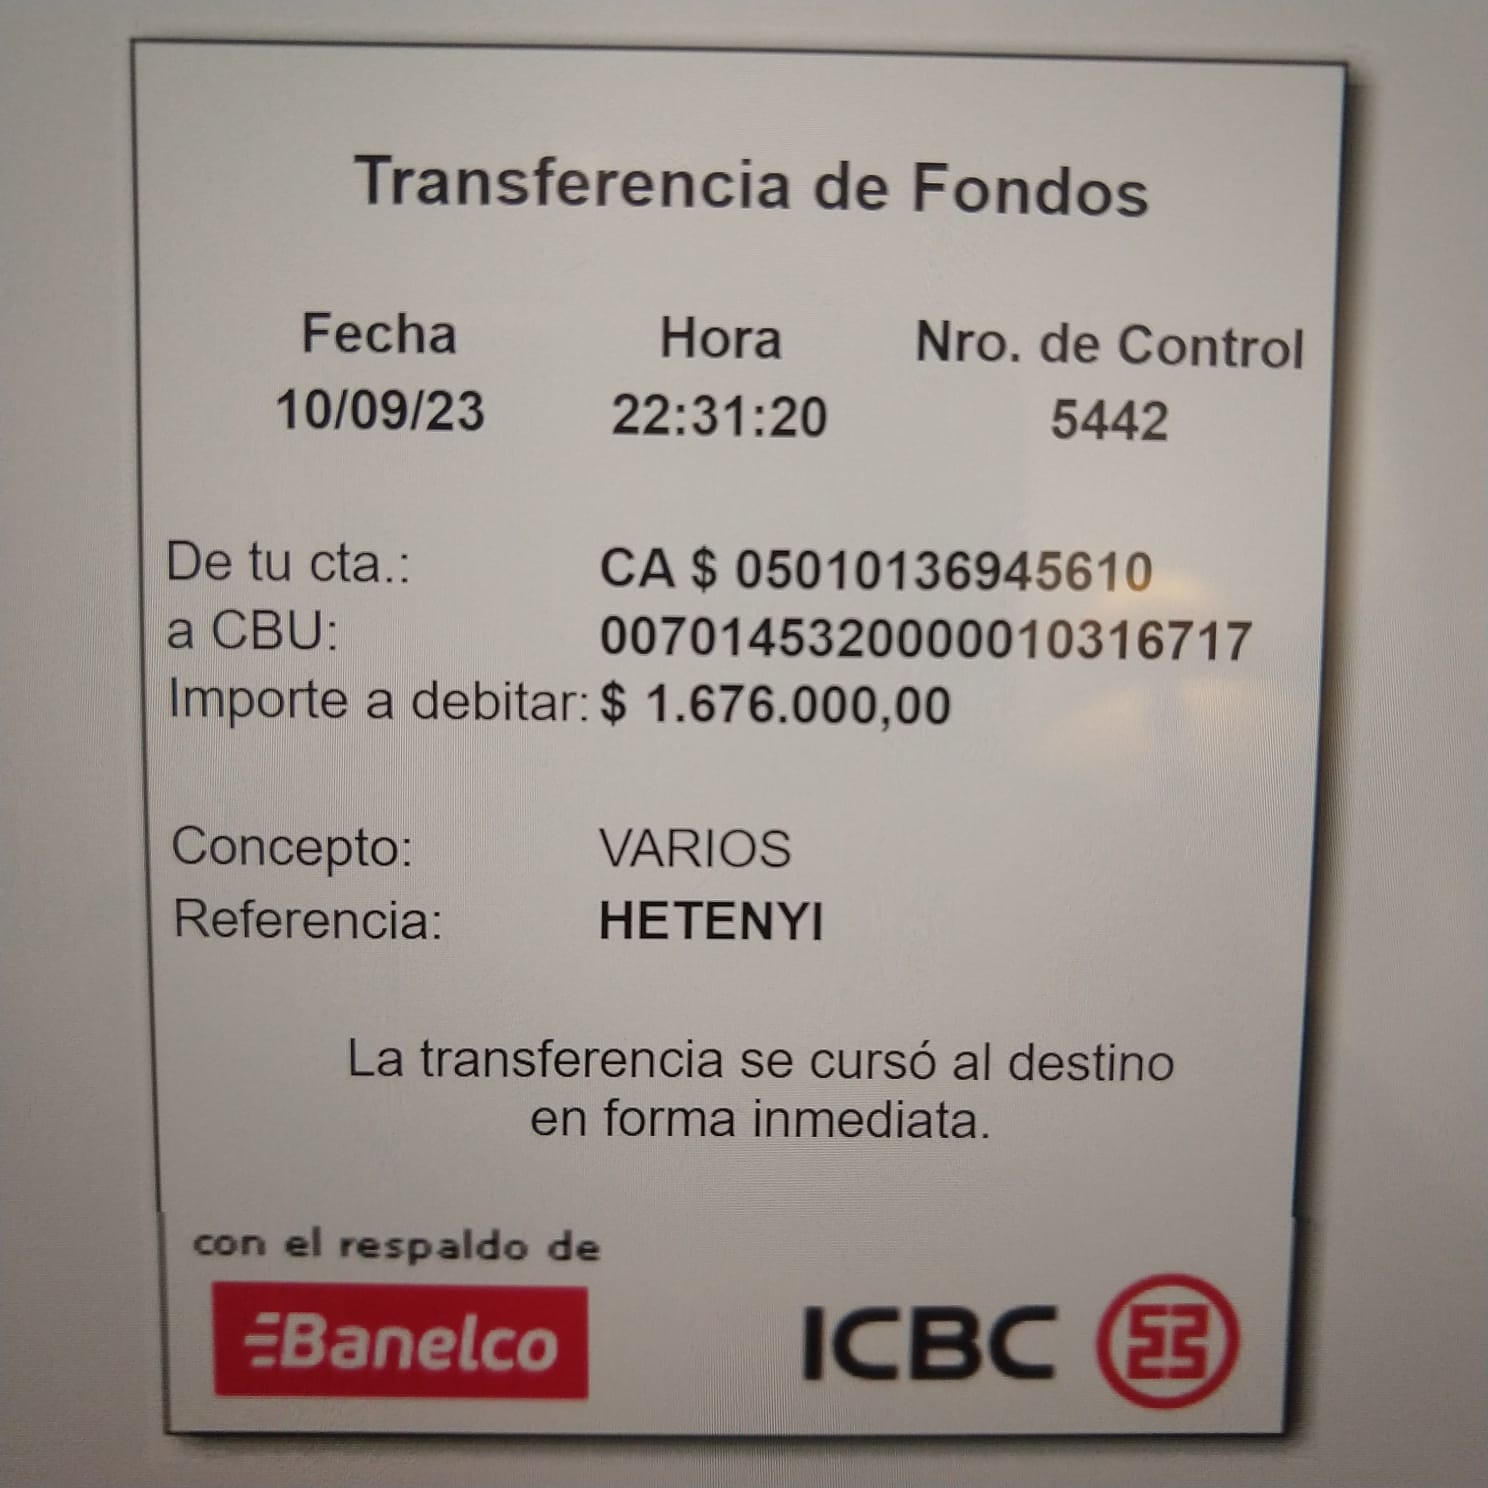 Transferencia de Fondos
Fecha Hora Nro. de Control
10/09/23 22:31:20 5442
De tu cta.: CA $ 05010136945610
a CBU: 0070145320000010316717
Importe a debitar: $ 1.676.000,00
Concepto: VARIOS
Referencia: HETENYI
La transferencia se cursó al destino
en forma inmediata.
con el respaldo de
Banelco ICBC